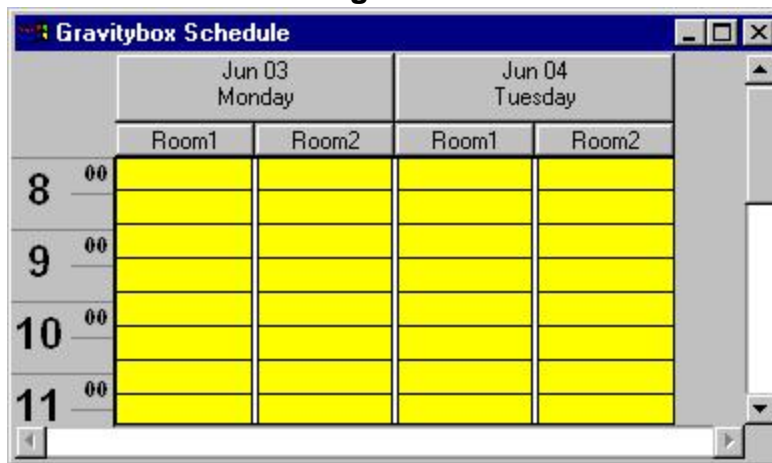 Gravitybox Schedule
Jun 03 Jun 04
Monday Tuesday
Room1 Room2 Room1 Room2
8 00
9 00
10 00
11 00